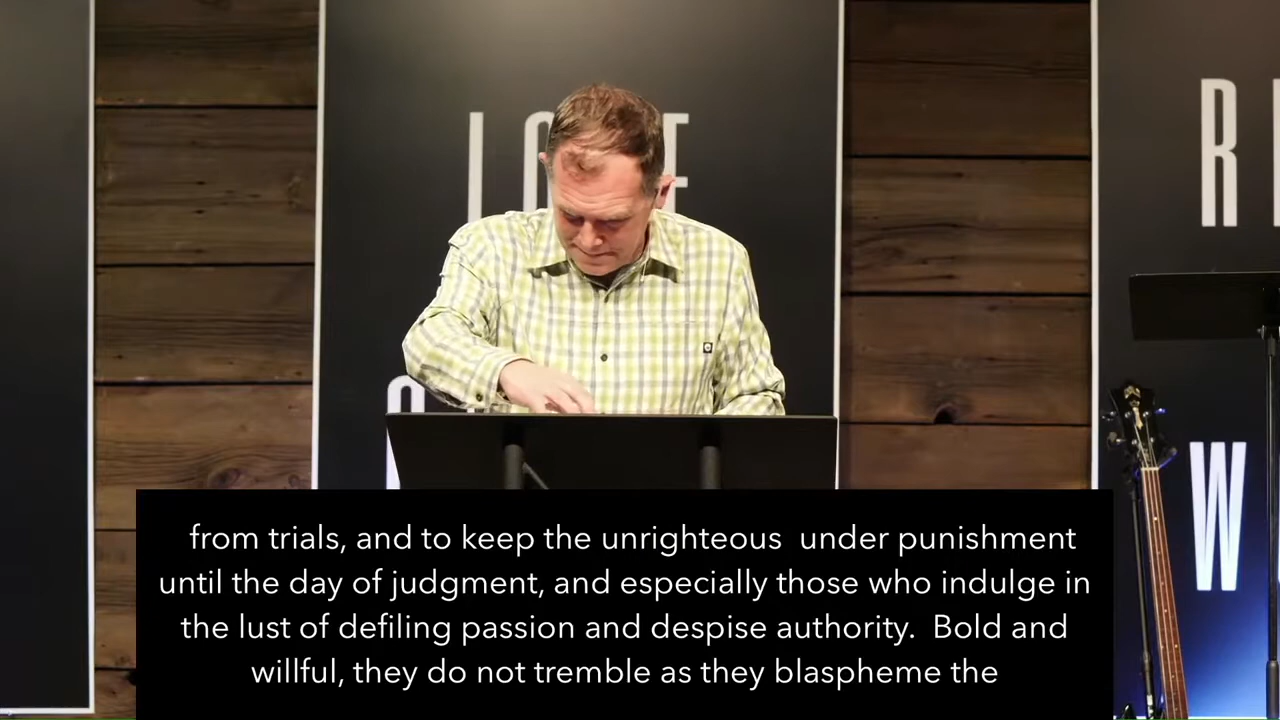 R
W
from trials, and to keep the unrighteous under punishment
until the day of judgment, and especially those who indulge in
the lust of defiling passion and despise authority. Bold and
willful, they do not tremble as they blaspheme the